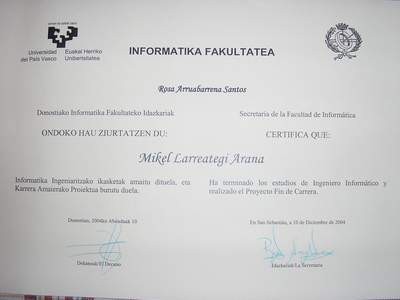 Universidad
del País Vasco
Euskal Herriko
Unibertsitatea
INFORMATIKA FAKULTATEA
Rosa Arruabarrena Santos
Donostiako Informatika Fakultateko Idazkariak
Secretaria de la Facultad de Informática
ONDOKO HAU ZIURTATZEN DU:
CERTIFICA QUE:
Mikel Larreategi Arana
Informatika Ingeniaritzako ikasketak amaitu dituela, eta
Karrera Amaierako Proiektua burutu duela.
Ha terminado los estudios de Ingeniero Informático y
realizado el Proyecto Fin de Carrera.
Donostian, 2004ko Abenduak 10
En San Sebastián, a 10 de Diciembre de 2004
Dekanoak/El Decano
Idazkariak/La Secretaria